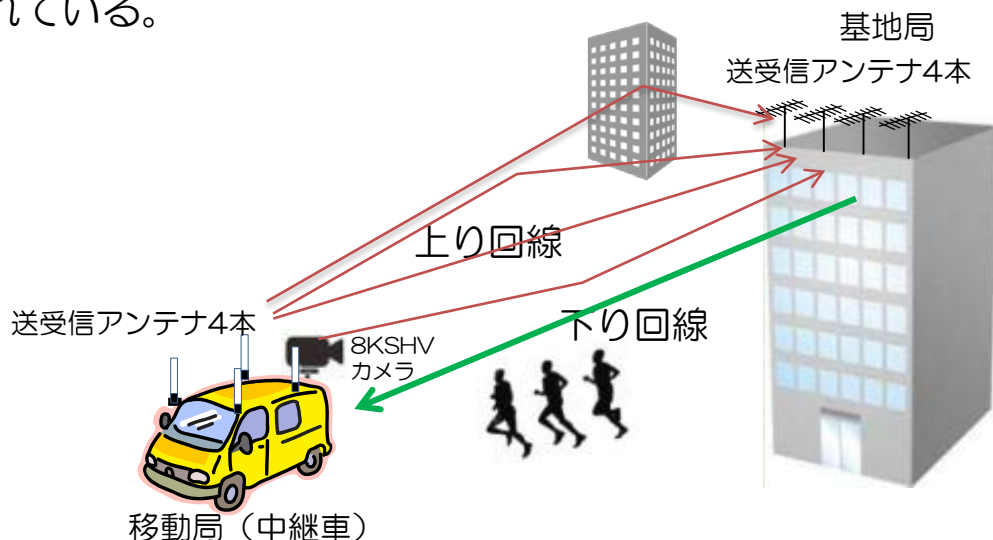 れている。
基地局
送受信アンテナ4本
上り回線
下り回線
送受信アンテナ4本
8KSHV
カメラ
移動局（中継車）